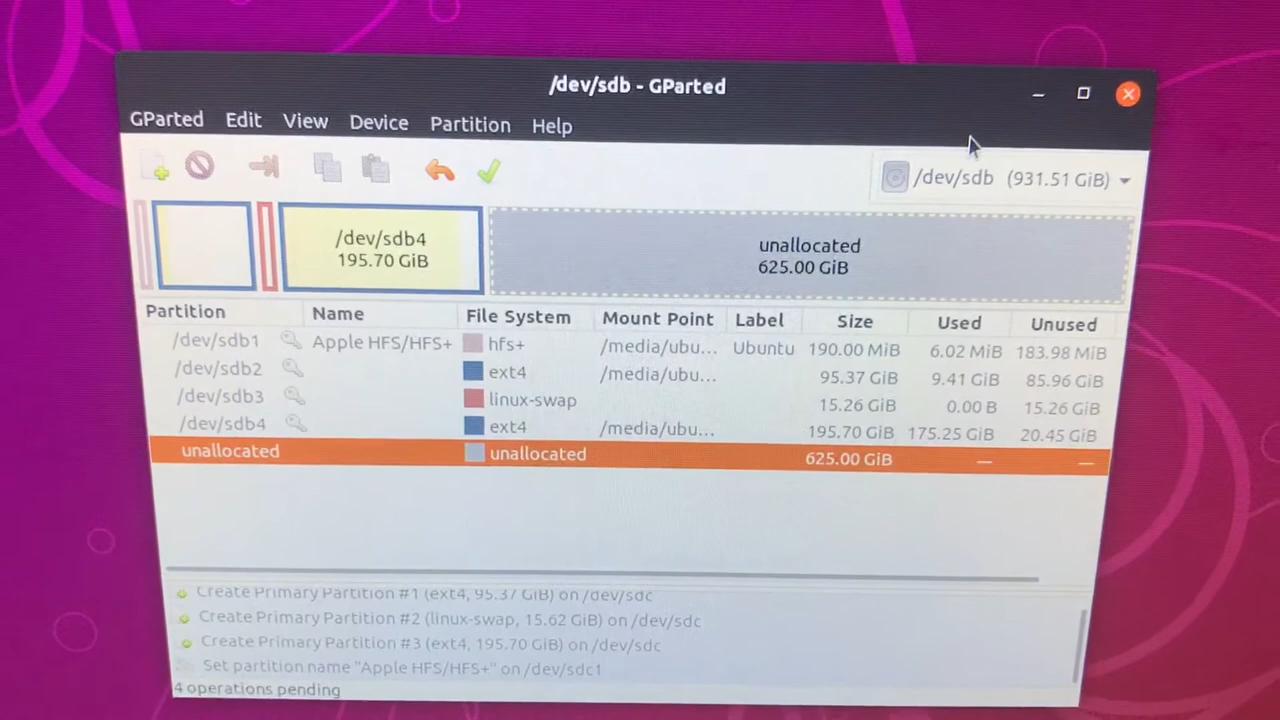 /dev/sdb - GParted
GParted Edit View Device Partition Help
/dev/sdb (931.51 GiB)
/dev/sdb4
195.70 GiB
unallocated
625.00 GiB
Partition Name File System Mount Point Label Size Used Unused
/dev/sdb1 Apple HFS/HFS+ hfs+ /media/ubu... Ubuntu 190.00 MiB 6.02 MiB 183.98 MiB
/dev/sdb2 ext4 /media/ubu... 95.37 GiB 9.41 GiB 85.96 GiB
/dev/sdb3 linux-swap 15.26 GiB 0.00 B 15.26 GiB
/dev/sdb4 ext4 /media/ubu... 195.70 GiB 175.25 GiB 20.45 GiB
unallocated unallocated 625.00 GiB — —
Create Primary Partition #1 (ext4, 95.37 GiB) on /dev/sdc
Create Primary Partition #2 (linux-swap, 15.62 GiB) on /dev/sdc
Create Primary Partition #3 (ext4, 195.70 GiB) on /dev/sdc
Set partition name "Apple HFS/HFS+" on /dev/sdc1
4 operations pending